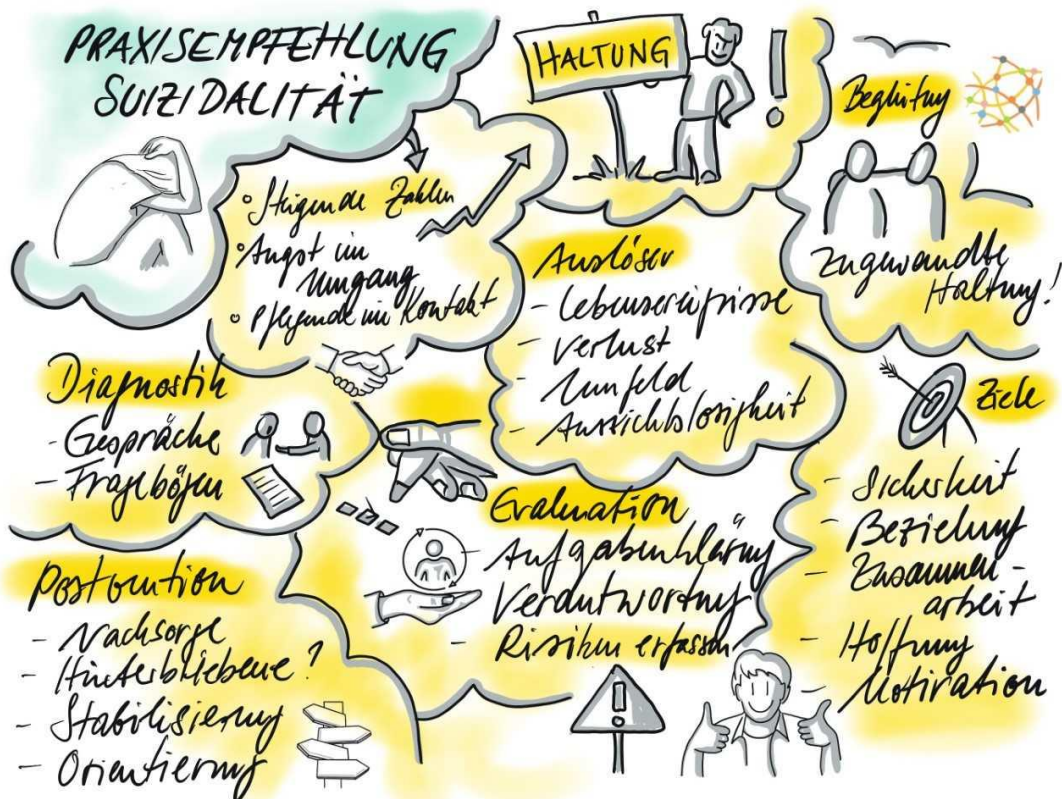 PRAXISEMPFEHLUNG
SUIZIDALITÄT
HALTUNG
!
Begleitung
Zugewandte
Haltung!
• Steigende Zahlen
• Angst im
Umgang
• Pflegende im Kontakt
Auslöser
- Lebensereignisse
- Verlust
- Umfeld
- Aussichtslosigkeit
Diagnostik
- Gespräche
- Fragebögen
Ziele
- Sicherheit
- Beziehung
- Zusammen-
arbeit
- Hoffnung
- Motivation
Evaluation
- Aufgabenklärung
- Verantwortung
- Risiken erfassen
!
Postvention
- Nachsorge
- Hinterbliebene?
- Stabilisierung
- Orientierung